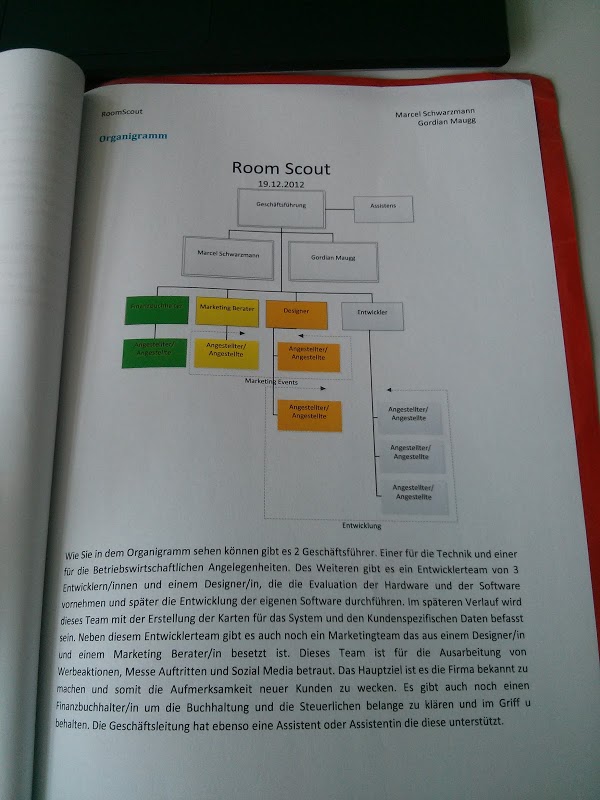 RoomScout
Marcel Schwarzmann
Gordian Maugg
Organigramm
Room Scout
19.12.2012
Geschäftsführung
Assistens
Marcel Schwarzmann
Gordian Maugg
Marketing Berater
Designer
Entwickler
Angestellter/
Angestellte
Angestellter/
Angestellte
Angestellter/
Angestellte
Marketing Events
Angestellter/
Angestellte
Angestellter/
Angestellte
Angestellter/
Angestellte
Angestellter/
Angestellte
Entwicklung
Wie Sie in dem Organigramm sehen können gibt es 2 Geschäftsführer. Einer für die Technik und einer
für die Betriebswirtschaftlichen Angelegenheiten. Des Weiteren gibt es ein Entwicklerteam von 3
Entwicklern/innen und einem Designer/in, die die Evaluation der Hardware und der Software
vornehmen und später die Entwicklung der eigenen Software durchführen. Im späteren Verlauf wird
dieses Team mit der Erstellung der Karten für das System und den Kundenspezifischen Daten befasst
sein. Neben diesem Entwicklerteam gibt es auch noch ein Marketingteam das aus einem Designer/in
und einem Marketing Berater/in besetzt ist. Dieses Team ist für die Ausarbeitung von
Werbeaktionen, Messe Auftritten und Sozial Media betraut. Das Hauptziel ist es die Firma bekannt zu
machen und somit die Aufmerksamkeit neuer Kunden zu wecken. Es gibt auch noch einen
Finanzbuchhalter/in um die Buchhaltung und die Steuerlichen belange zu klären und im Griff u
behalten. Die Geschäftsleitung hat ebenso eine Assistent oder Assistentin die diese unterstützt.